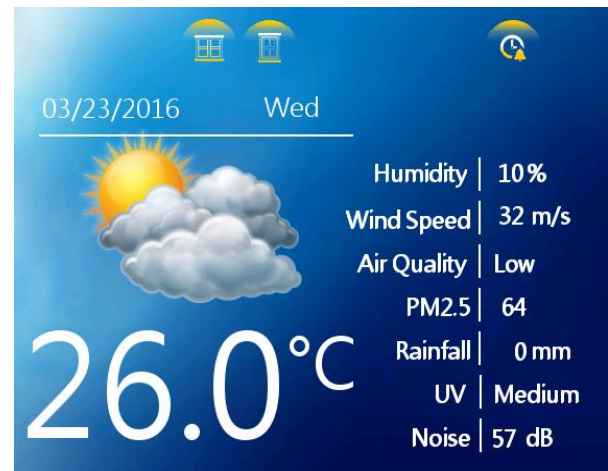 03/23/2016 Wed
Humidity 10%
Wind Speed 32 m/s
Air Quality Low
PM2.5 64
Rainfall 0 mm
UV Medium
Noise 57 dB
26.0°C